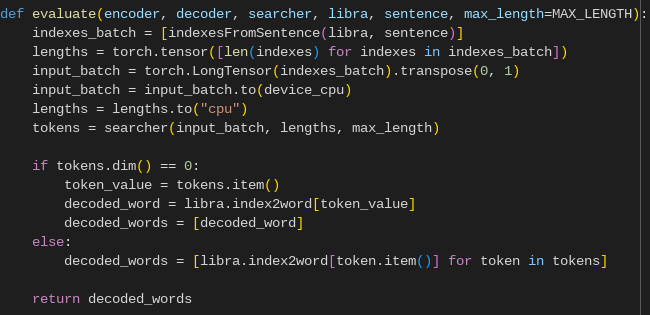 def evaluate(encoder, decoder, searcher, libra, sentence, max_length=MAX_LENGTH):
    indexes_batch = [indexesFromSentence(libra, sentence)]
    lengths = torch.tensor([len(indexes) for indexes in indexes_batch])
    input_batch = torch.LongTensor(indexes_batch).transpose(0, 1)
    input_batch = input_batch.to(device_cpu)
    lengths = lengths.to("cpu")
    tokens = searcher(input_batch, lengths, max_length)

    if tokens.dim() == 0:
        token_value = tokens.item()
        decoded_word = libra.index2word[token_value]
        decoded_words = [decoded_word]
    else:
        decoded_words = [libra.index2word[token.item()] for token in tokens]

    return decoded_words